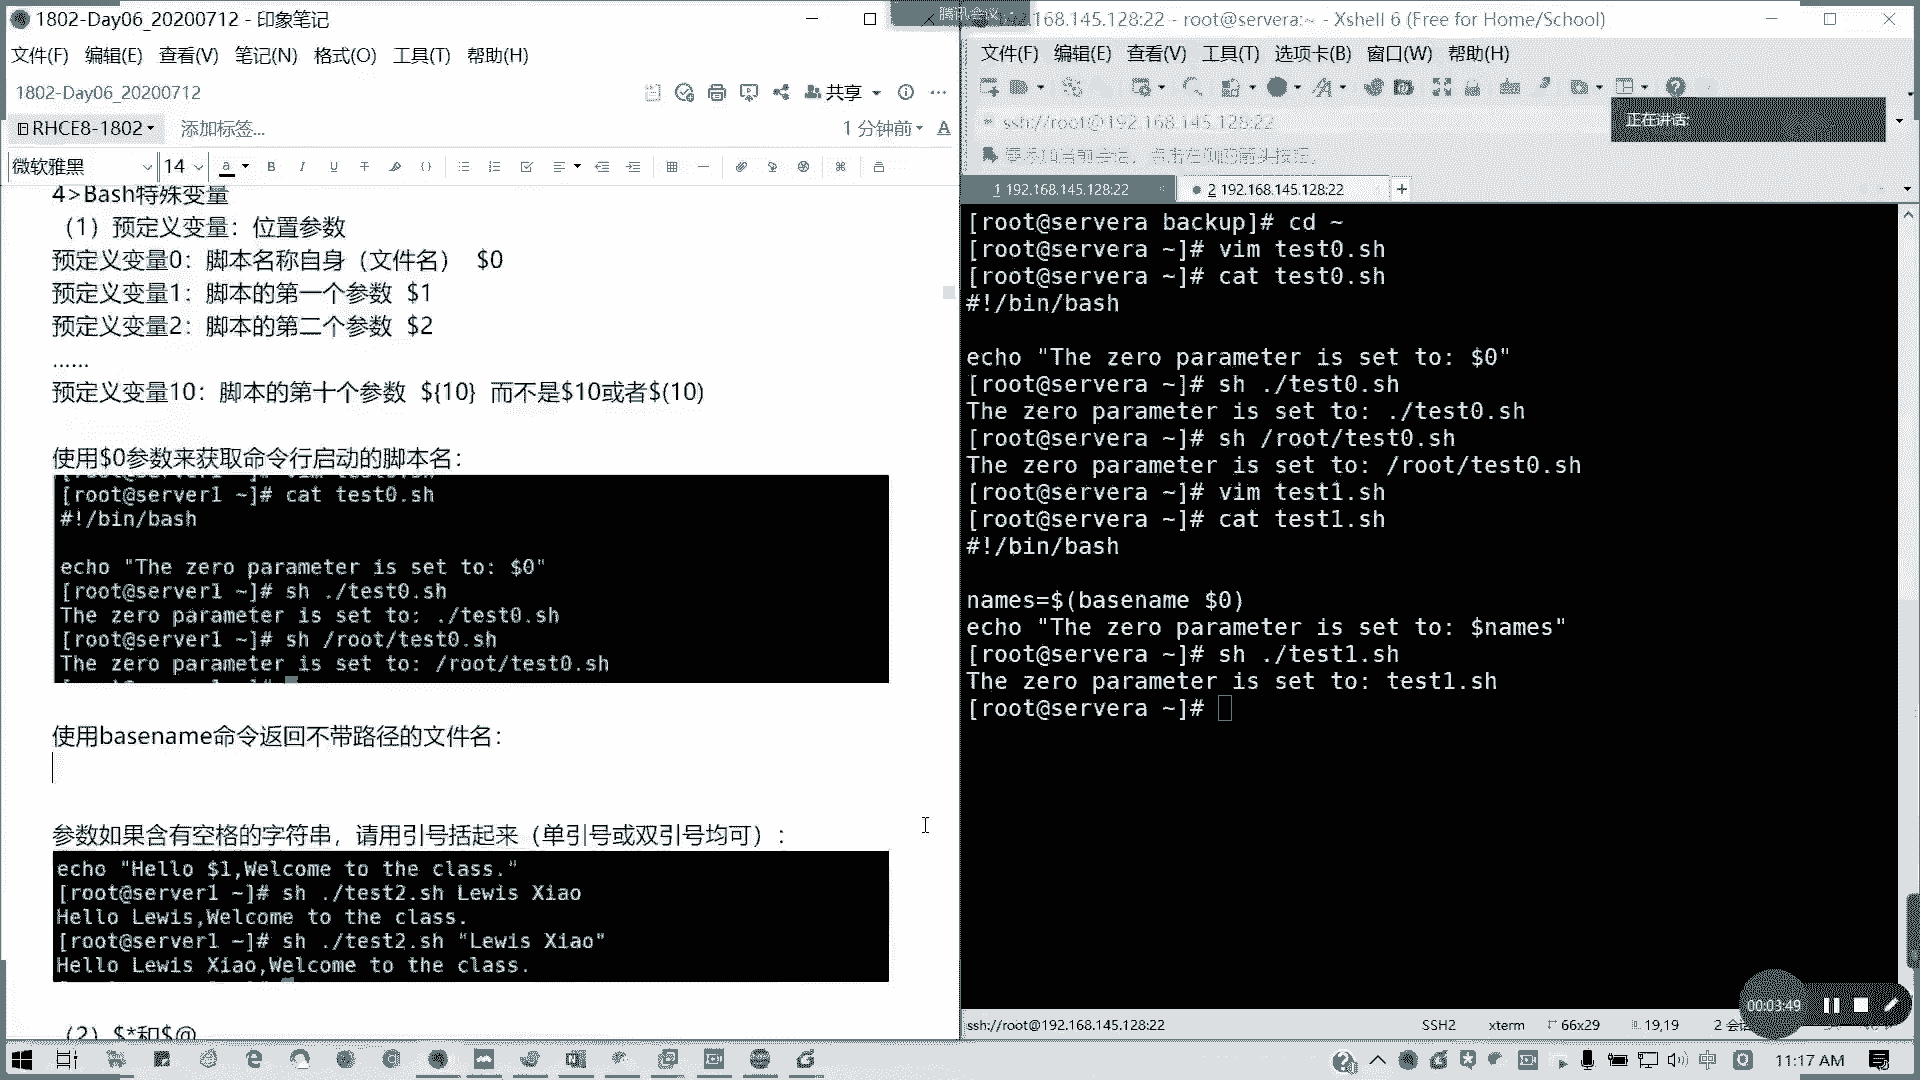 1802-Day06_20200712 - 印象笔记
文件(F) 编辑(E) 查看(V) 笔记(N) 格式(O) 工具(T) 帮助(H)
1802-Day06_20200712
共享
RHCE8-1802
添加标签...
1 分钟前
微软雅黑 14
4>Bash特殊变量
（1）预定义变量：位置参数
预定义变量0：脚本名称自身（文件名） $0
预定义变量1：脚本的第一个参数 $1
预定义变量2：脚本的第二个参数 $2
......
预定义变量10：脚本的第十个参数 ${10} 而不是$10或者$(10)
使用$0参数来获取命令行启动的脚本名：
[root@server1 ~]# cat test0.sh
#!/bin/bash
echo "The zero parameter is set to: $0"
[root@server1 ~]# sh ./test0.sh
The zero parameter is set to: ./test0.sh
[root@server1 ~]# sh /root/test0.sh
The zero parameter is set to: /root/test0.sh
使用basename命令返回不带路径的文件名：
参数如果含有空格的字符串，请用引号括起来（单引号或双引号均可）：
echo "Hello $1,Welcome to the class."
[root@server1 ~]# sh ./test2.sh Lewis Xiao
Hello Lewis,Welcome to the class.
[root@server1 ~]# sh ./test2.sh "Lewis Xiao"
Hello Lewis Xiao,Welcome to the class.
（2）$*和$@
腾讯会议
168.145.128:22 - root@servera:~ - Xshell 6 (Free for Home/School)
文件(F) 编辑(E) 查看(V) 工具(T) 选项卡(B) 窗口(W) 帮助(H)
ssh://root@192.168.145.128:22
正在讲话:
1 192.168.145.128:22
2 192.168.145.128:22
[root@servera backup]# cd ~
[root@servera ~]# vim test0.sh
[root@servera ~]# cat test0.sh
#!/bin/bash
echo "The zero parameter is set to: $0"
[root@servera ~]# sh ./test0.sh
The zero parameter is set to: ./test0.sh
[root@servera ~]# sh /root/test0.sh
The zero parameter is set to: /root/test0.sh
[root@servera ~]# vim test1.sh
[root@servera ~]# cat test1.sh
#!/bin/bash
names=$(basename $0)
echo "The zero parameter is set to: $names"
[root@servera ~]# sh ./test1.sh
The zero parameter is set to: test1.sh
[root@servera ~]#
00:03:49
ssh://root@192.168.145.128:22 SSH2 xterm 66x29 19,19 2 会
中
11:17 AM